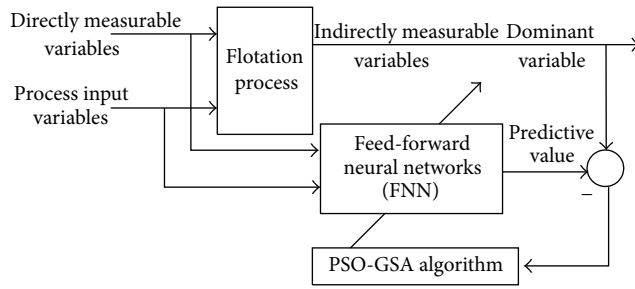 Directly measurable
variables
Flotation
process
Indirectly measurable
variables
Dominant
variable
Process input
variables
Feed-forward
neural networks
(FNN)
Predictive
value
−
PSO-GSA algorithm